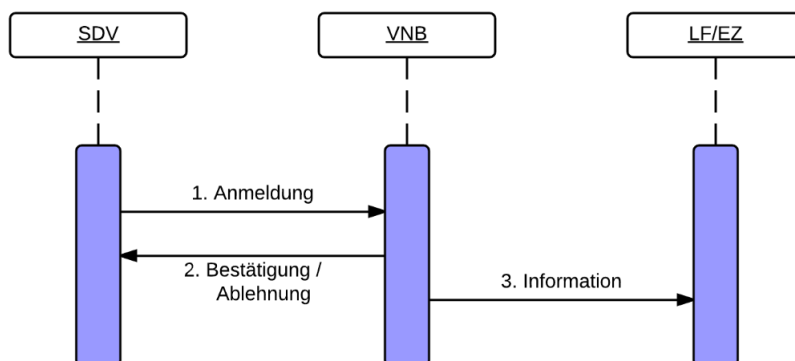 SDV
VNB
LF/EZ
1. Anmeldung
2. Bestätigung /
Ablehnung
3. Information